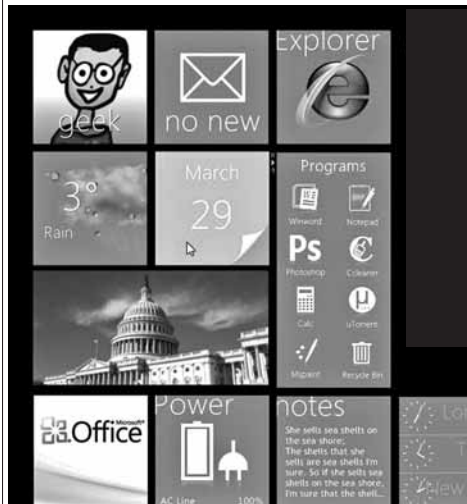 geek
no new
Explorer
3°
Rain
March
29
Programs
Winword
Notepad
Ps
Photoshop
Ccleaner
Calc
µ
uTorrent
Mspaint
Recycle Bin
Microsoft
Office
Power
AC Line 100%
notes
She sells sea shells on
the sea shore;
The shells that she
sells are sea shells I'm
sure. So if she sells sea
shells on the sea shore,
I'm sure that the shell...
Lo
T
New